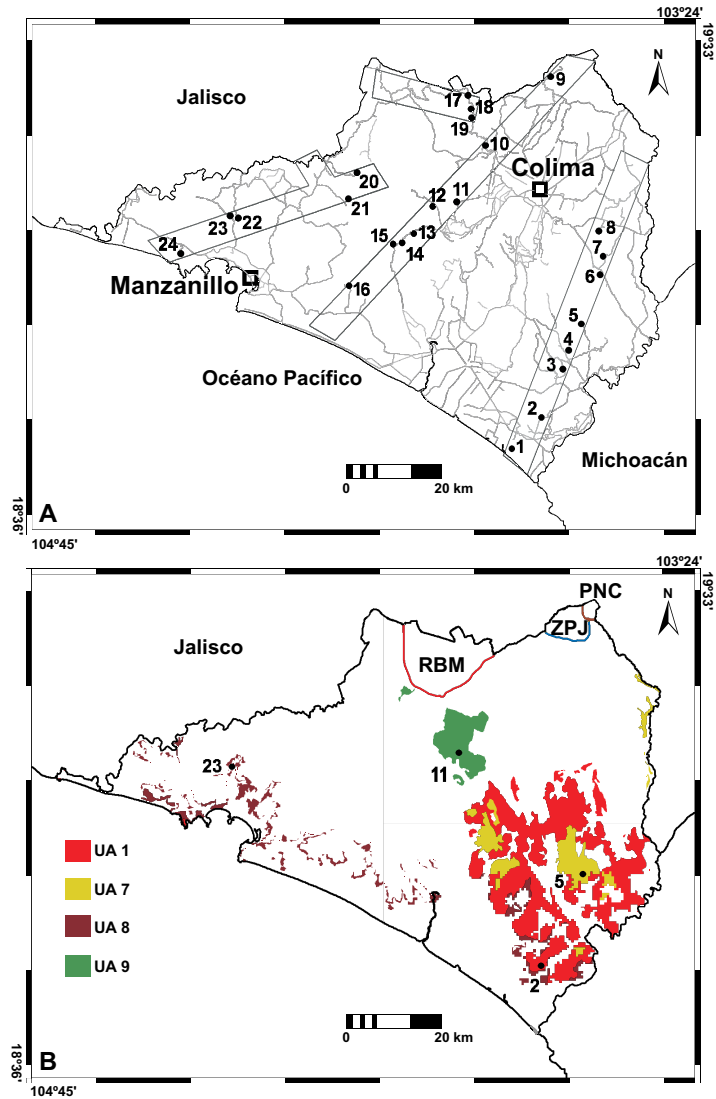 103º24'
19º33'
N
Jalisco
9
17
18
19
10
Colima
20
12
11
21
23
22
8
13
15
7
14
24
6
Manzanillo
16
5
4
Océano Pacífico
3
2
1
Michoacán
0
20 km
A
18º36'
104º45'
103º24'
19º33'
PNC
N
ZPJ
Jalisco
RBM
23
11
UA 1
UA 7
5
UA 8
UA 9
2
0
20 km
B
18º36'
104º45'